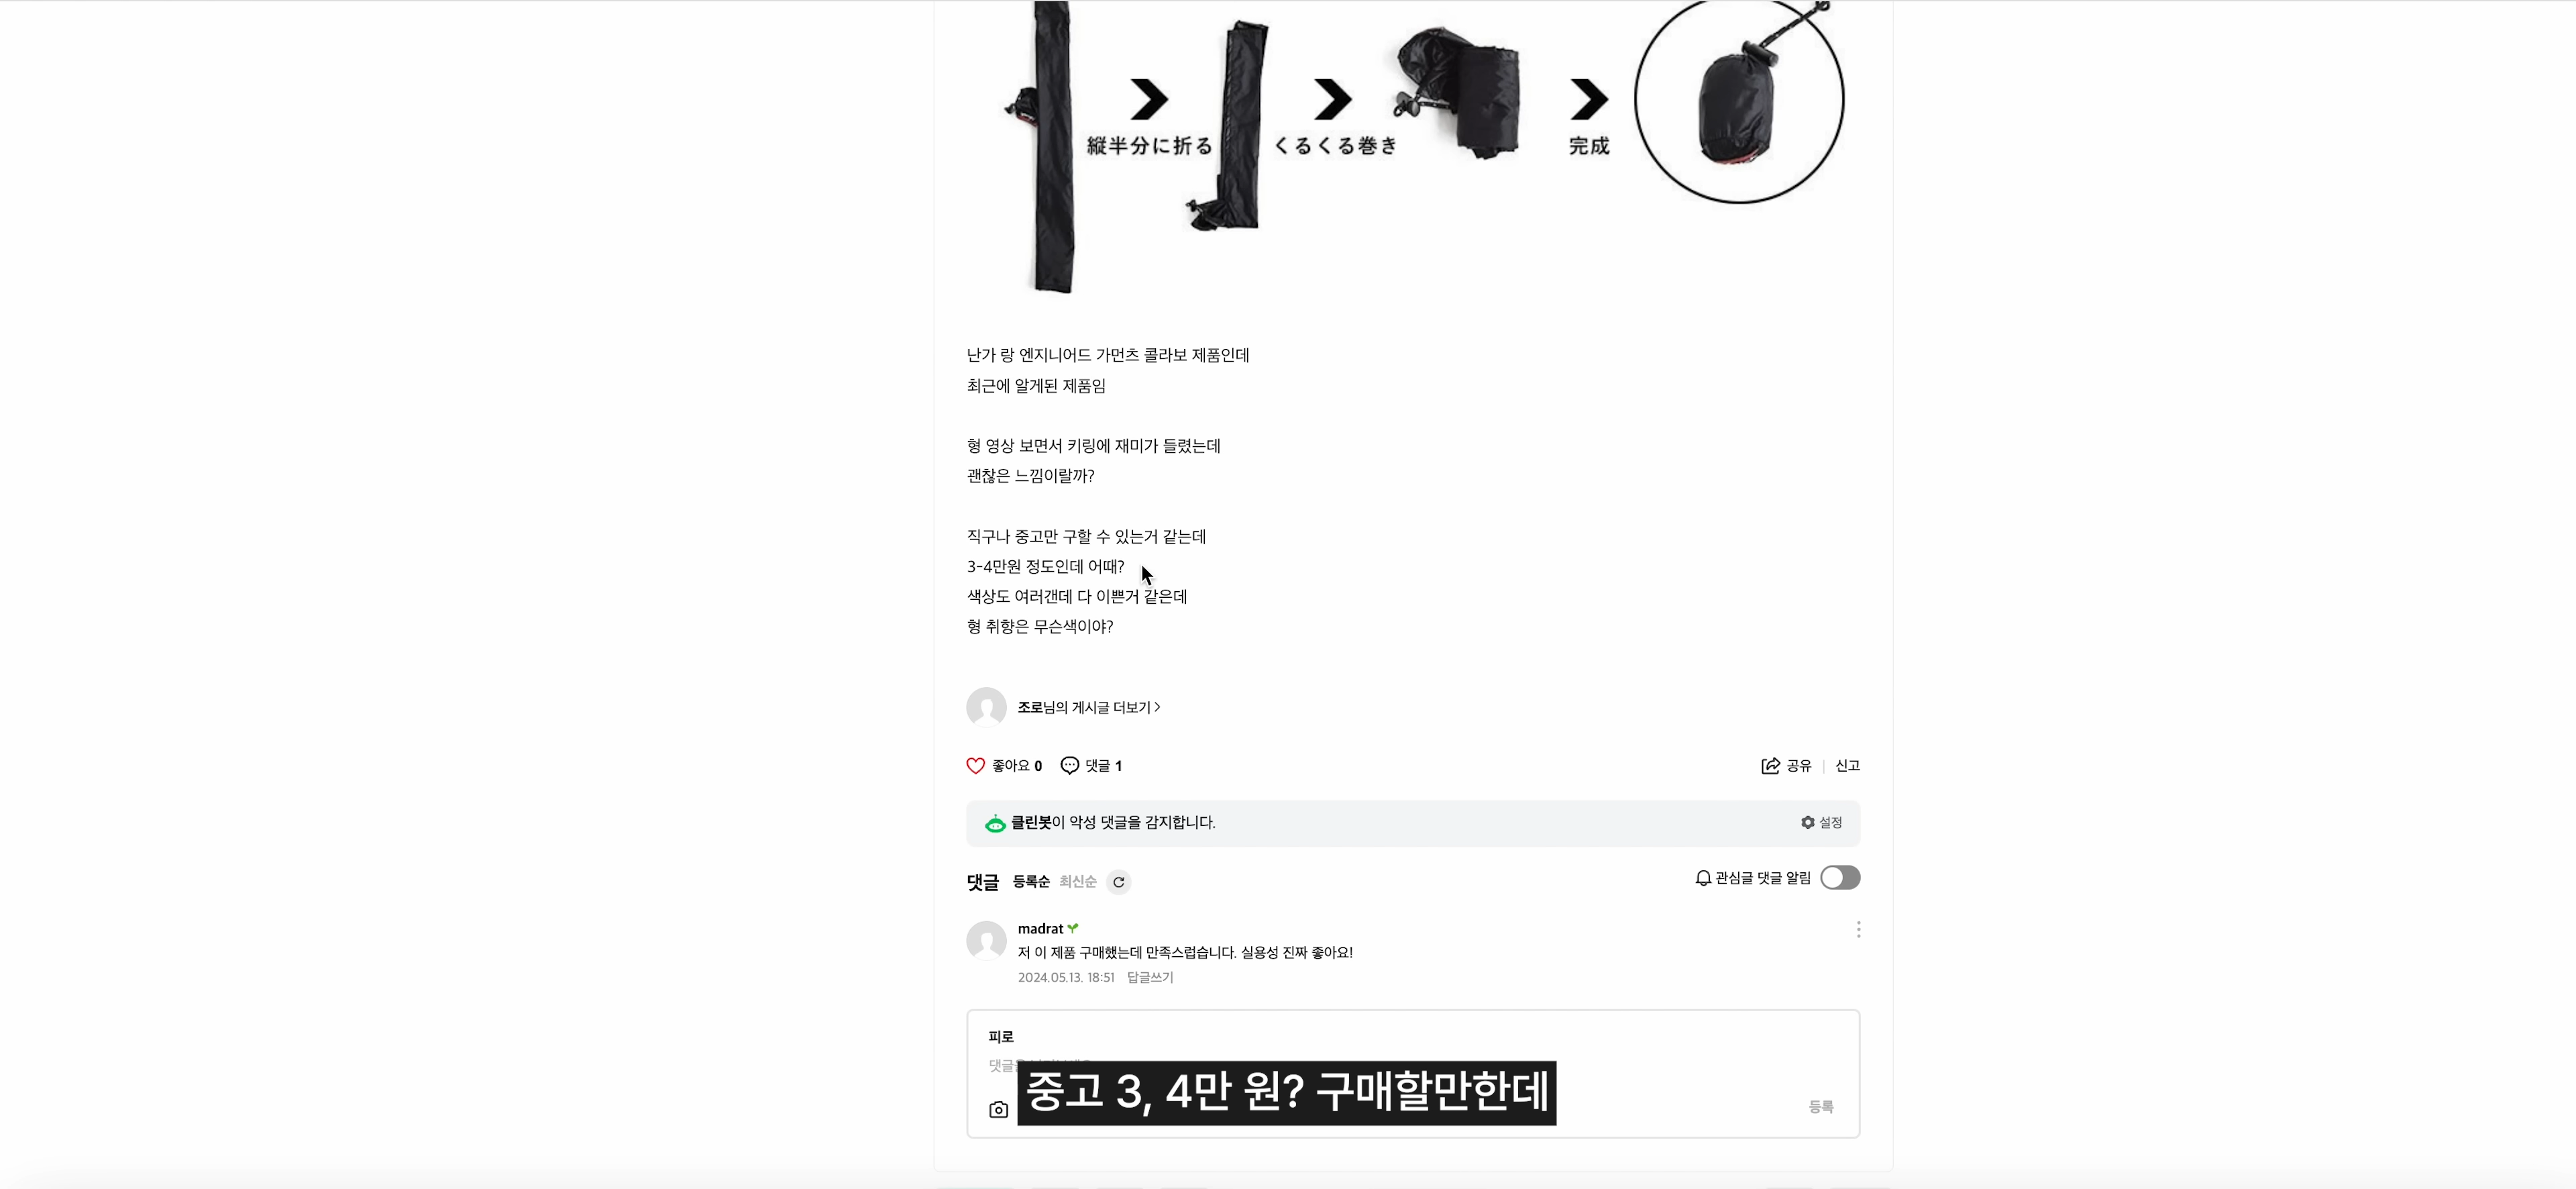 縦半分に折る
くるくる巻き
完成
난가 랑 엔지니어드 가먼츠 콜라보 제품인데
최근에 알게된 제품임
형 영상 보면서 키링에 재미가 들렸는데
괜찮은 느낌이랄까?
직구나 중고만 구할 수 있는거 같는데
3-4만원 정도인데 어때?
색상도 여러갠데 다 이쁜거 같은데
형 취향은 무슨색이야?
조로님의 게시글 더보기 >
좋아요 0 댓글 1
공유 | 신고
클린봇이 악성 댓글을 감지합니다.
설정
댓글 등록순 최신순
관심글 댓글 알림
madrat
저 이 제품 구매했는데 만족스럽습니다. 실용성 진짜 좋아요!
2024.05.13. 18:51 답글쓰기
피로
중고 3, 4만 원? 구매할만한데
등록